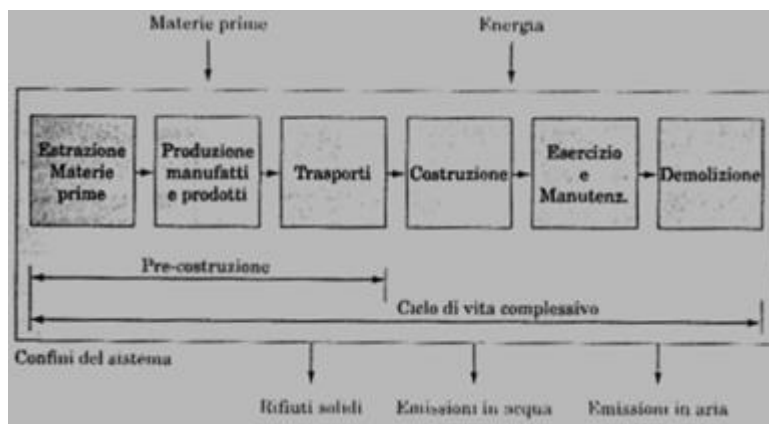 Materie prime
Energia
Estrazione
Materie
prime
Produzione
manufatti
e prodotti
Trasporti
Costruzione
Esercizio
e
Manutenz.
Demolizione
Pre-costruzione
Ciclo di vita complessivo
Confini del sistema
Rifiuti solidi
Emissioni in acqua
Emissioni in aria